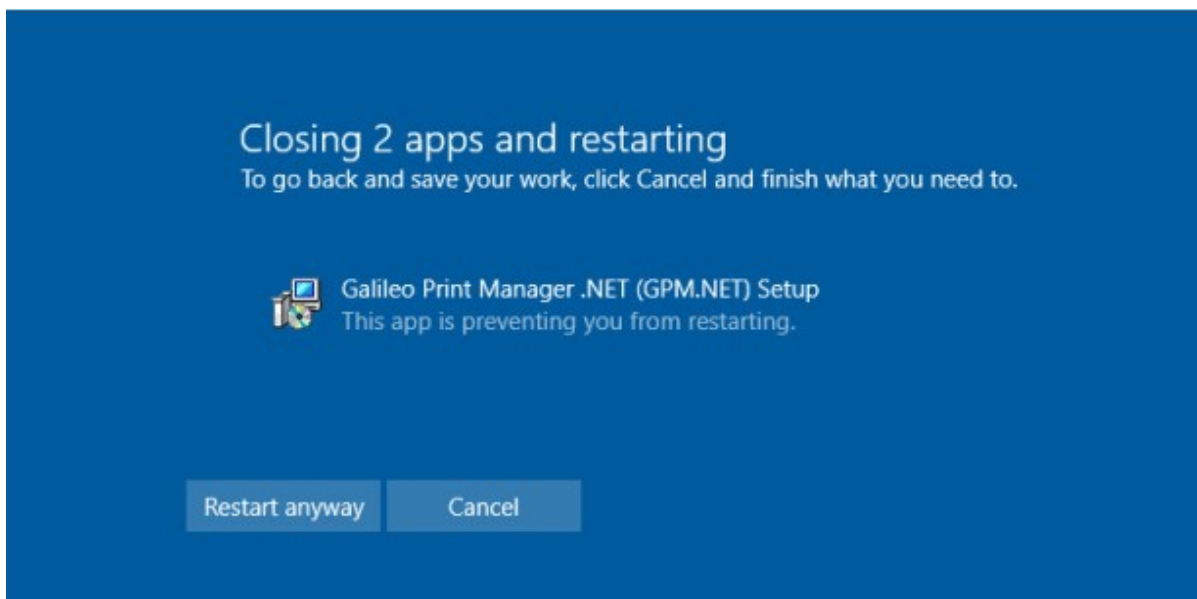 Closing 2 apps and restarting
To go back and save your work, click Cancel and finish what you need to.
Galileo Print Manager .NET (GPM.NET) Setup
This app is preventing you from restarting.
Restart anyway
Cancel